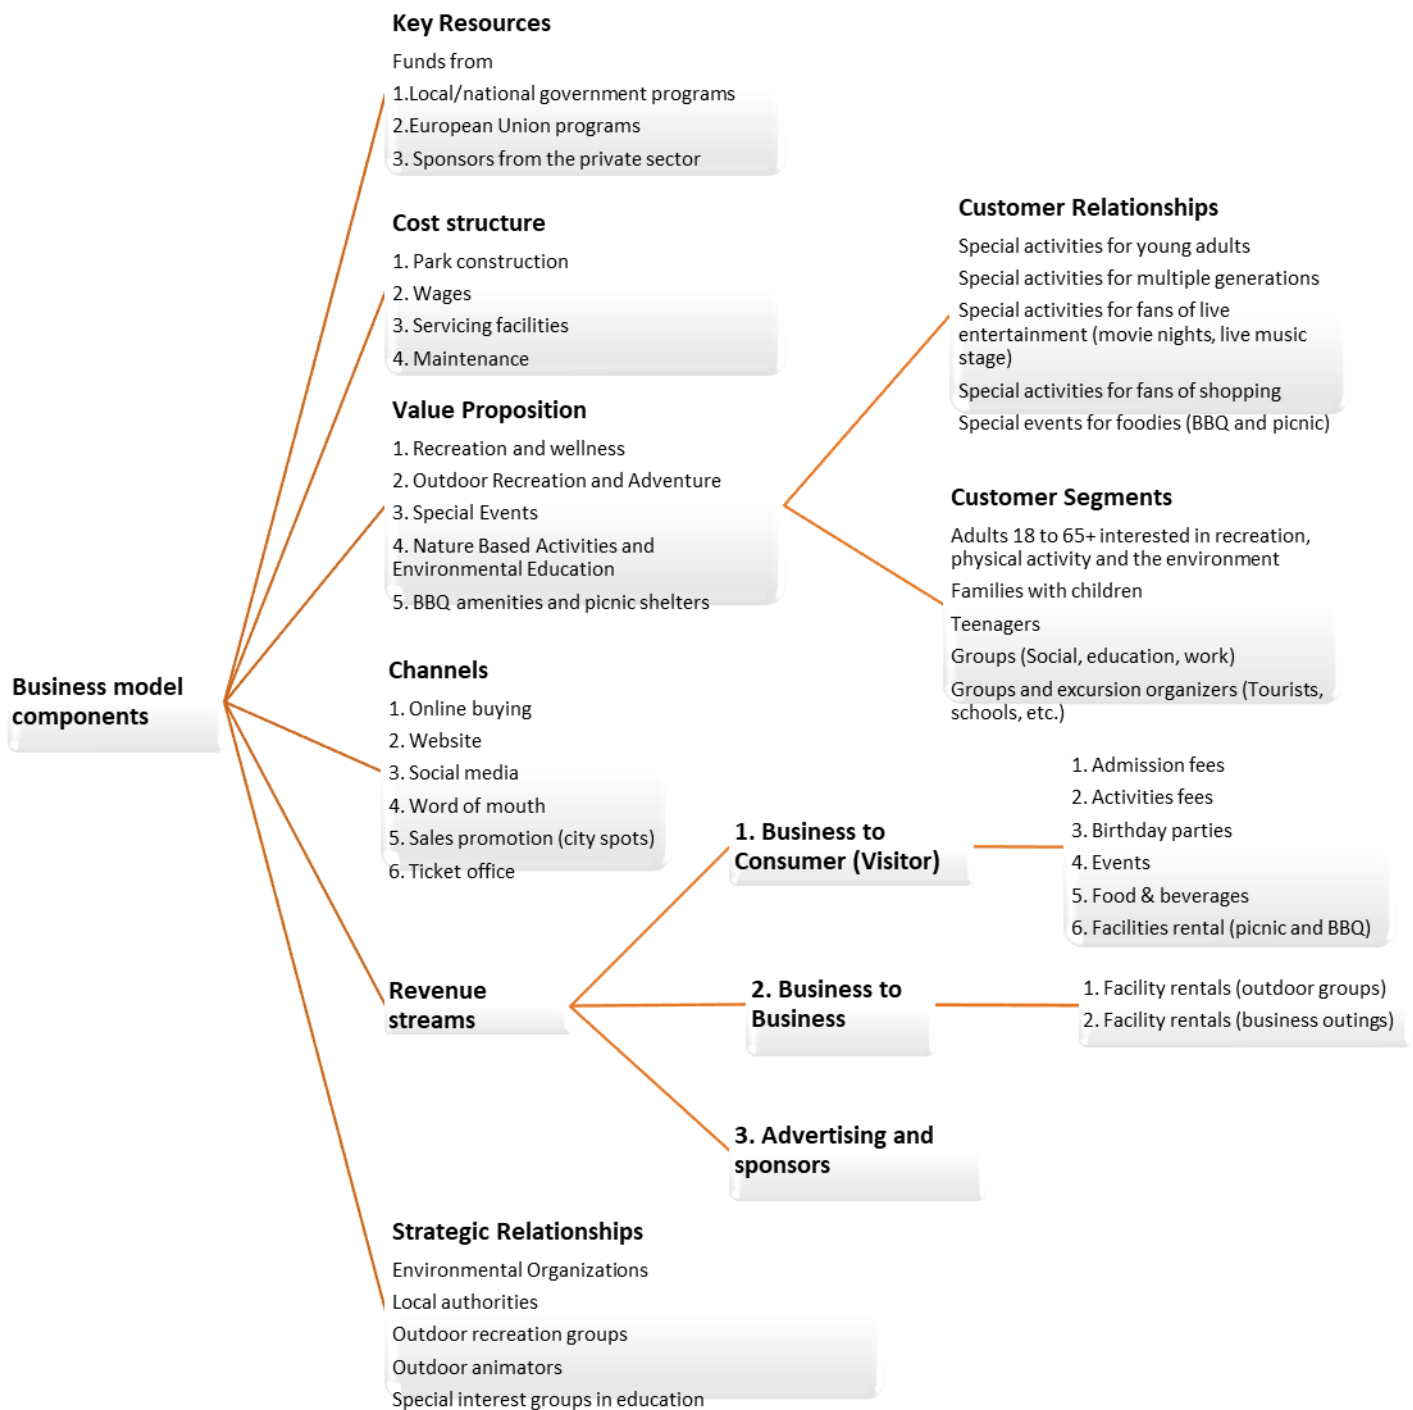 Key Resources
Funds from
1.Local/national government programs
2.European Union programs
3. Sponsors from the private sector
Cost structure
1. Park construction
2. Wages
3. Servicing facilities
4. Maintenance
Value Proposition
1. Recreation and wellness
2. Outdoor Recreation and Adventure
3. Special Events
4. Nature Based Activities and
Environmental Education
5. BBQ amenities and picnic shelters
Customer Relationships
Special activities for young adults
Special activities for multiple generations
Special activities for fans of live
entertainment (movie nights, live music
stage)
Special activities for fans of shopping
Special events for foodies (BBQ and picnic)
Customer Segments
Adults 18 to 65+ interested in recreation,
physical activity and the environment
Families with children
Teenagers
Groups (Social, education, work)
Groups and excursion organizers (Tourists,
schools, etc.)
Business model
components
Channels
1. Online buying
2. Website
3. Social media
4. Word of mouth
5. Sales promotion (city spots)
6. Ticket office
Revenue
streams
1. Business to
Consumer (Visitor)
1. Admission fees
2. Activities fees
3. Birthday parties
4. Events
5. Food & beverages
6. Facilities rental (picnic and BBQ)
2. Business to
Business
1. Facility rentals (outdoor groups)
2. Facility rentals (business outings)
3. Advertising and
sponsors
Strategic Relationships
Environmental Organizations
Local authorities
Outdoor recreation groups
Outdoor animators
Special interest groups in education